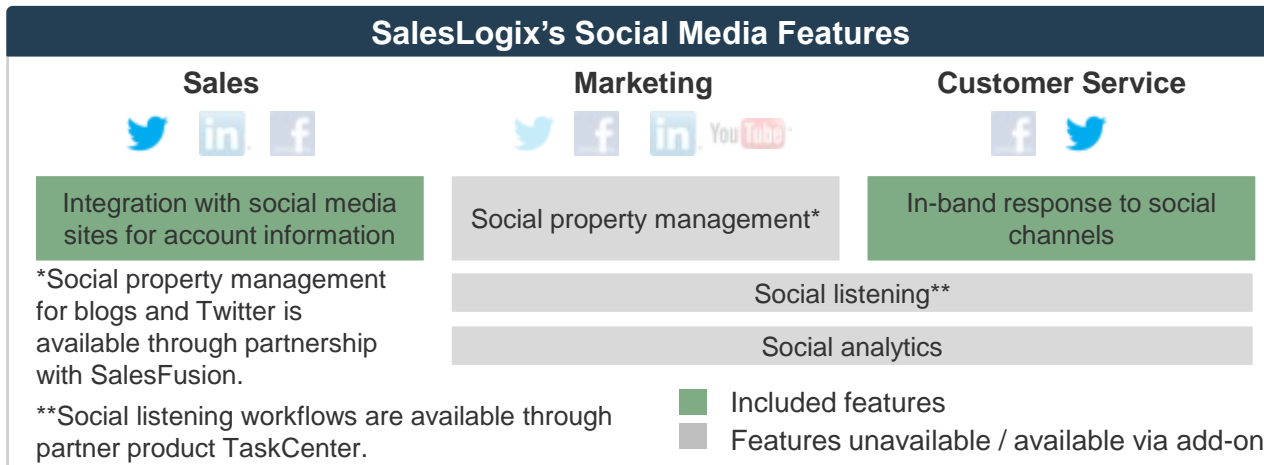 SalesLogix’s Social Media Features
Sales
Marketing
Customer Service
in
f
f
in
You Tube
f
Integration with social media
sites for account information
Social property management*
In-band response to social
channels
*Social property management
for blogs and Twitter is
available through partnership
with SalesFusion.
Social listening**
Social analytics
**Social listening workflows are available through
partner product TaskCenter.
Included features
Features unavailable / available via add-on